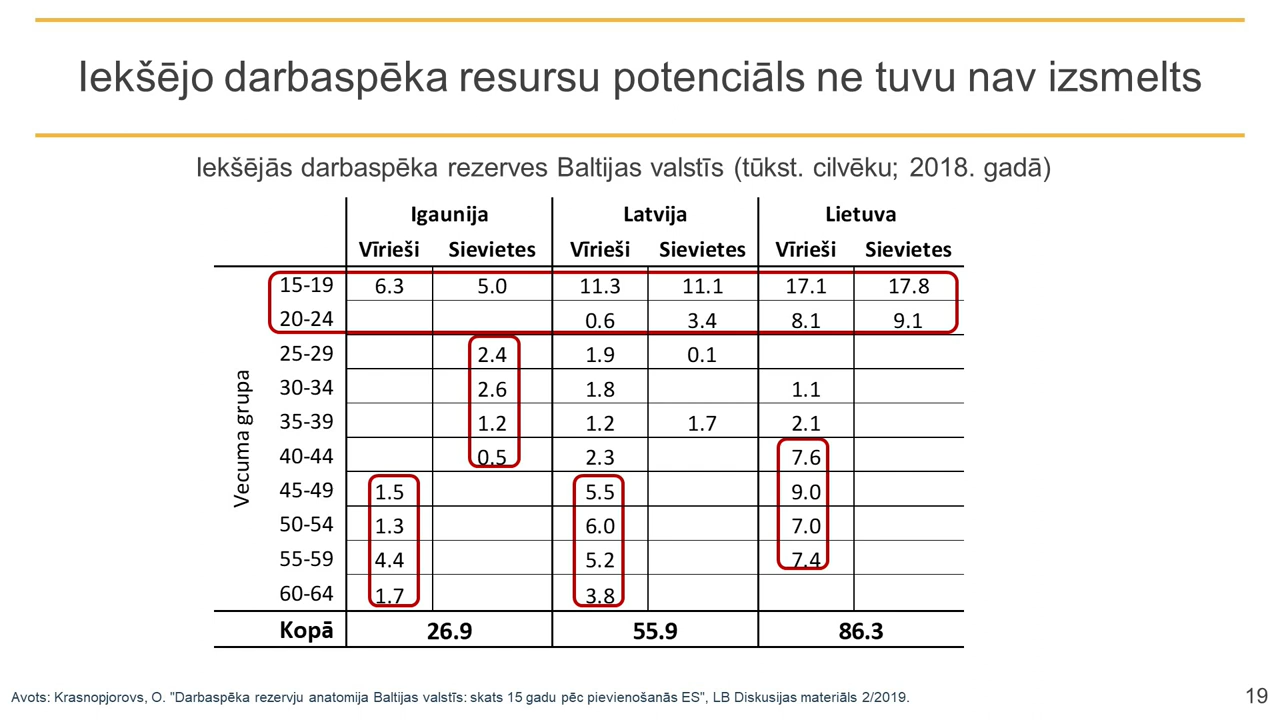 Iekšējo darbaspēka resursu potenciāls ne tuvu nav izsmelts
Iekšējās darbaspēka rezerves Baltijas valstīs (tūkst. cilvēku; 2018. gadā)
Igaunija Latvija Lietuva
Vīrieši Sievietes Vīrieši Sievietes Vīrieši Sievietes
Vecuma grupa
15-19 6.3 5.0 11.3 11.1 17.1 17.8
20-24 0.6 3.4 8.1 9.1
25-29 2.4 1.9 0.1
30-34 2.6 1.8 1.1
35-39 1.2 1.2 1.7 2.1
40-44 0.5 2.3 7.6
45-49 1.5 5.5 9.0
50-54 1.3 6.0 7.0
55-59 4.4 5.2 7.4
60-64 1.7 3.8
Kopā 26.9 55.9 86.3
Avots: Krasnopjorovs, O. "Darbaspēka rezervju anatomija Baltijas valstīs: skats 15 gadu pēc pievienošanās ES", LB Diskusijas materiāls 2/2019.
19